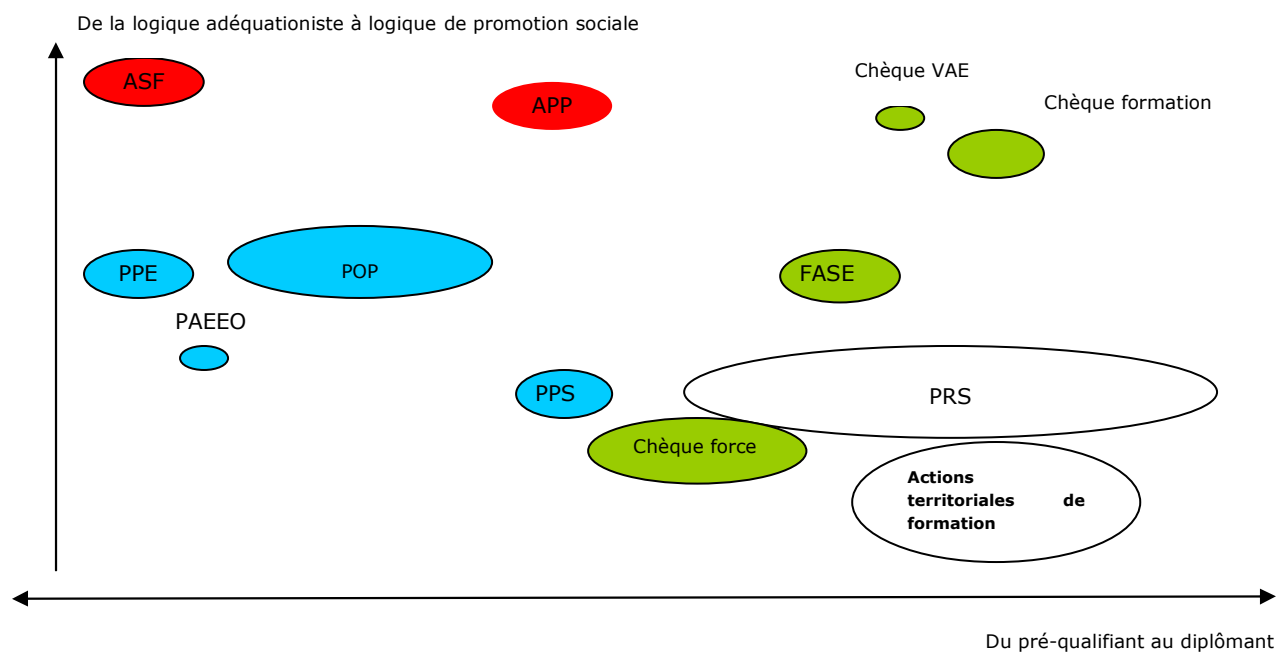 De la logique adéquationiste à logique de promotion sociale
ASF
APP
Chèque VAE
Chèque formation
PPE
POP
FASE
PAEEO
PPS
PRS
Chèque force
Actions
territoriales de
formation
Du pré-qualifiant au diplômant